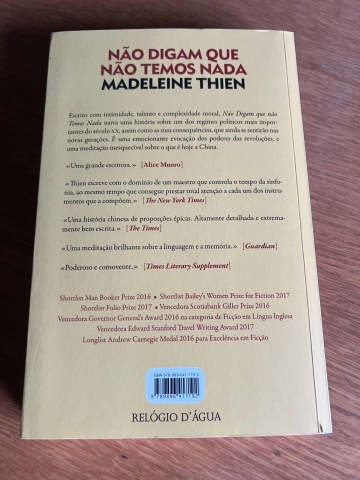 NÃO DIGAM QUE
NÃO TEMOS NADA
MADELEINE THIEN
Escrito com intimidade, talento e complexidade moral, Não Digam que não
Temos Nada narra uma história sobre um dos regimes políticos mais impor-
tantes do século XX, assim como as suas consequências, que ainda se sentirão nas
novas gerações. É uma emocionante evocação dos poderes das revoluções, e
uma meditação inesquecível sobre o que é hoje a China.
«Uma grande escritora.» [Alice Munro]
«Thien escreve com o domínio de um maestro que controla o tempo da sinfo-
nia, ao mesmo tempo que consegue prestar total atenção a cada um dos instru-
mentos que a compõem.» [The New York Times]
«Uma história chinesa de proporções épicas. Altamente detalhada e extrema-
mente bem escrita.» [The Times]
«Uma meditação brilhante sobre a linguagem e a memória.» [Guardian]
«Poderoso e comovente.» [Times Literary Supplement]
Shortlist Man Booker Prize 2016 • Shortlist Bailey's Women Prize for Fiction 2017
Shortlist Folio Prize 2017 • Vencedora Scotiabank Giller Prize 2016
Vencedora Governor General's Award 2016 na categoria de Ficção em Língua Inglesa
Vencedora Edward Stanford Travel Writing Award 2017
Longlist Andrew Carnegie Medal 2016 para Excelência em Ficção
RELÓGIO D'ÁGUA